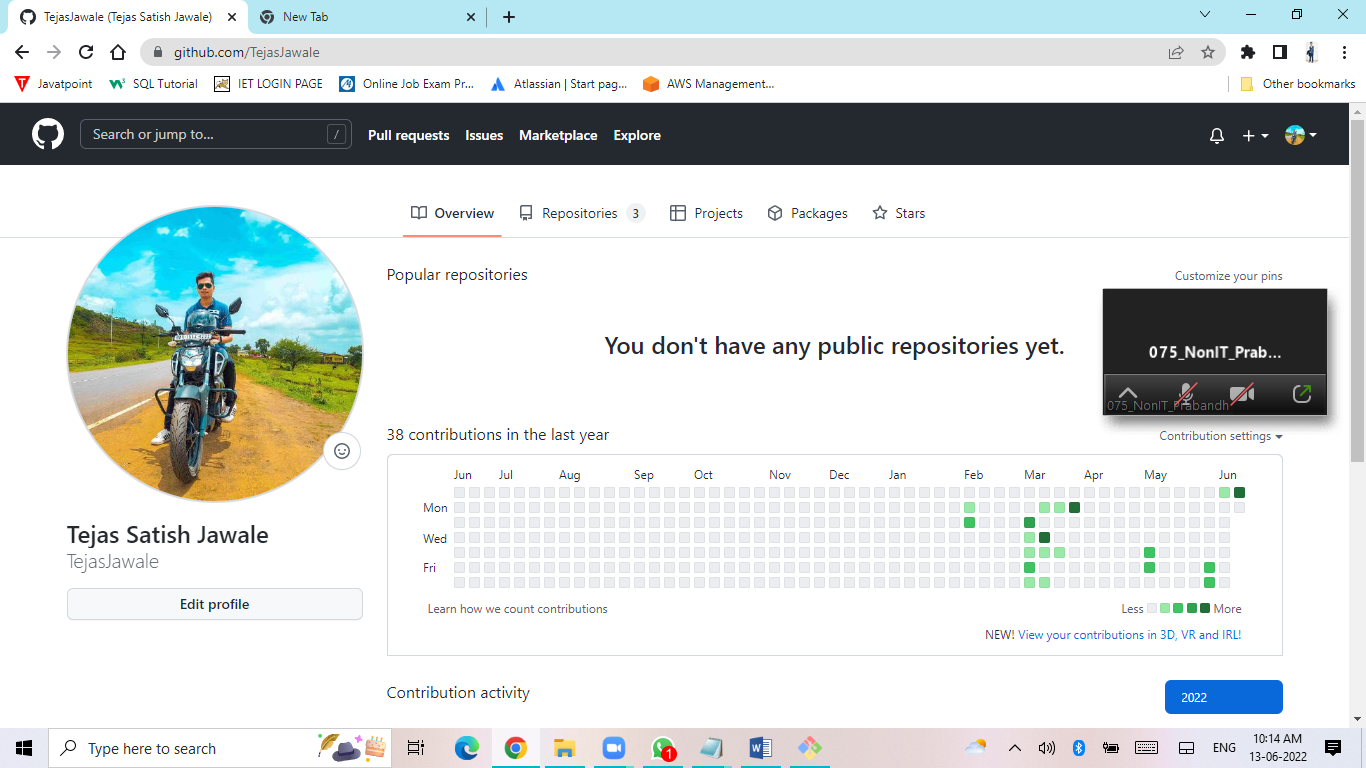 TejasJawale (Tejas Satish Jawale)
New Tab
github.com/TejasJawale
Javatpoint
SQL Tutorial
IET LOGIN PAGE
Online Job Exam Pr...
Atlassian | Start pag...
AWS Management...
Other bookmarks
Search or jump to...
/
Pull requests
Issues
Marketplace
Explore
Overview
Repositories 3
Projects
Packages
Stars
Popular repositories
Customize your pins
You don't have any public repositories yet.
075_NonIT_Prab...
075_NonIT_Prabandh
38 contributions in the last year
Contribution settings
Jun Jul Aug Sep Oct Nov Dec Jan Feb Mar Apr May Jun
Mon
Wed
Fri
Learn how we count contributions
Less More
NEW! View your contributions in 3D, VR and IRL!
Tejas Satish Jawale
TejasJawale
Edit profile
Contribution activity
2022
Type here to search
1
ENG
10:14 AM
13-06-2022